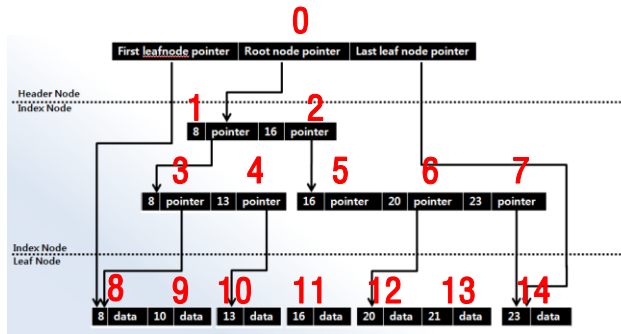 0
First leafnode pointer Root node pointer Last leaf node pointer
Header Node
Index Node
1 2
8 pointer 16 pointer
3 4 5 6 7
8 pointer 13 pointer 16 pointer 20 pointer 23 pointer
Index Node
Leaf Node
8 9 10 11 12 13 14
8 data 10 data 13 data 16 data 20 data 21 data 23 data